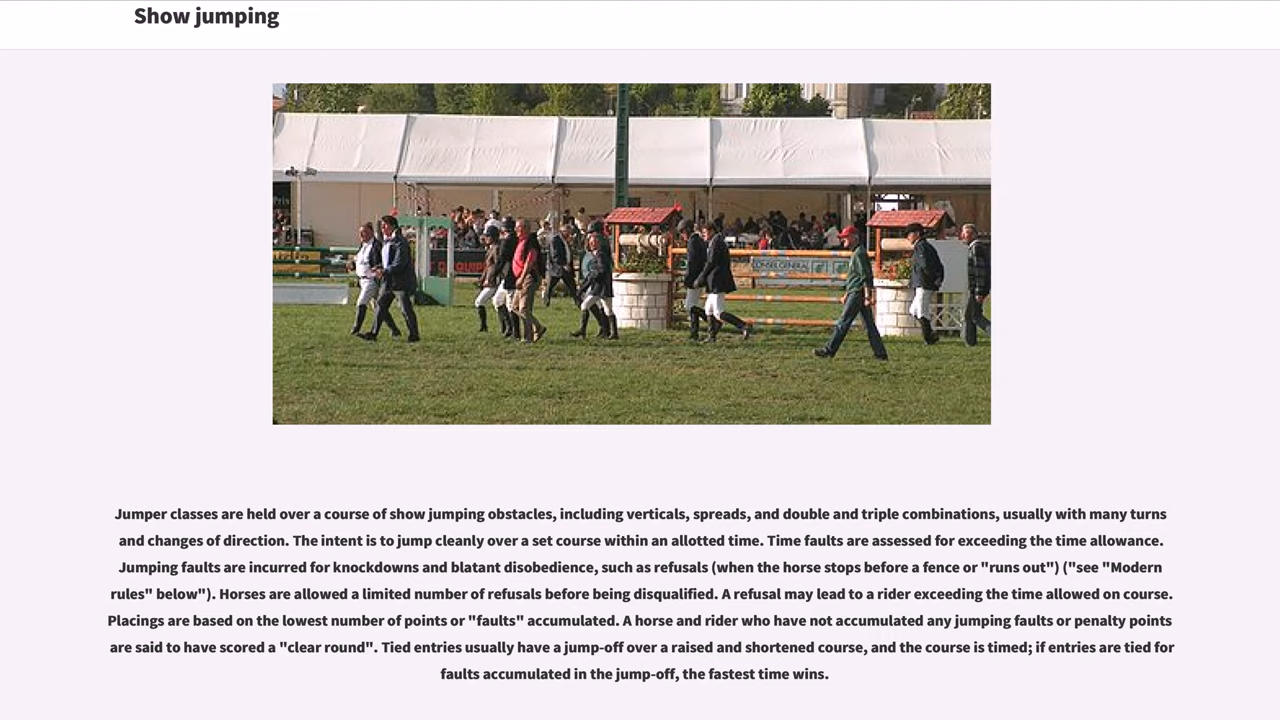 Show jumping
Pris
EQUIP
CONSEIL GENERAL
Jumper classes are held over a course of show jumping obstacles, including verticals, spreads, and double and triple combinations, usually with many turns
and changes of direction. The intent is to jump cleanly over a set course within an allotted time. Time faults are assessed for exceeding the time allowance.
Jumping faults are incurred for knockdowns and blatant disobedience, such as refusals (when the horse stops before a fence or "runs out") ("see "Modern
rules" below"). Horses are allowed a limited number of refusals before being disqualified. A refusal may lead to a rider exceeding the time allowed on course.
Placings are based on the lowest number of points or "faults" accumulated. A horse and rider who have not accumulated any jumping faults or penalty points
are said to have scored a "clear round". Tied entries usually have a jump-off over a raised and shortened course, and the course is timed; if entries are tied for
faults accumulated in the jump-off, the fastest time wins.